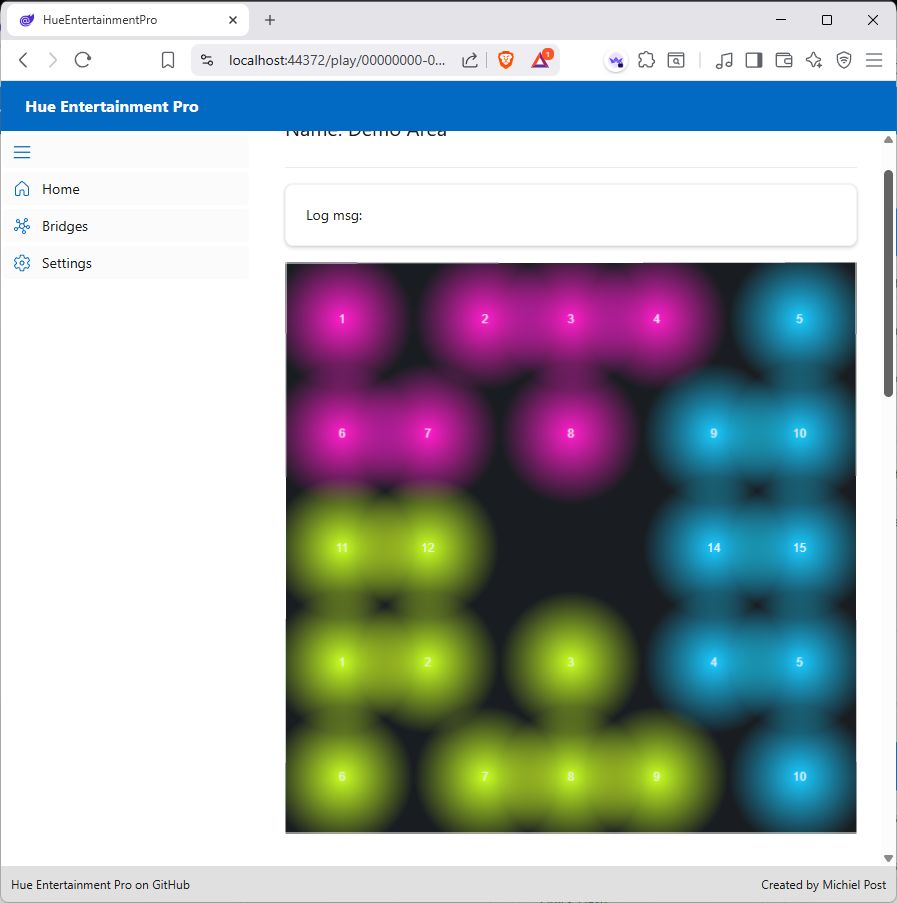 HueEntertainmentPro
localhost:44372/play/00000000-0...
1
Hue Entertainment Pro
Name: Demo Area
Home
Bridges
Settings
Log msg:
1 2 3 4 5
6 7 8 9 10
11 12 14 15
1 2 3 4 5
6 7 8 9 10
Hue Entertainment Pro on GitHub
Created by Michiel Post